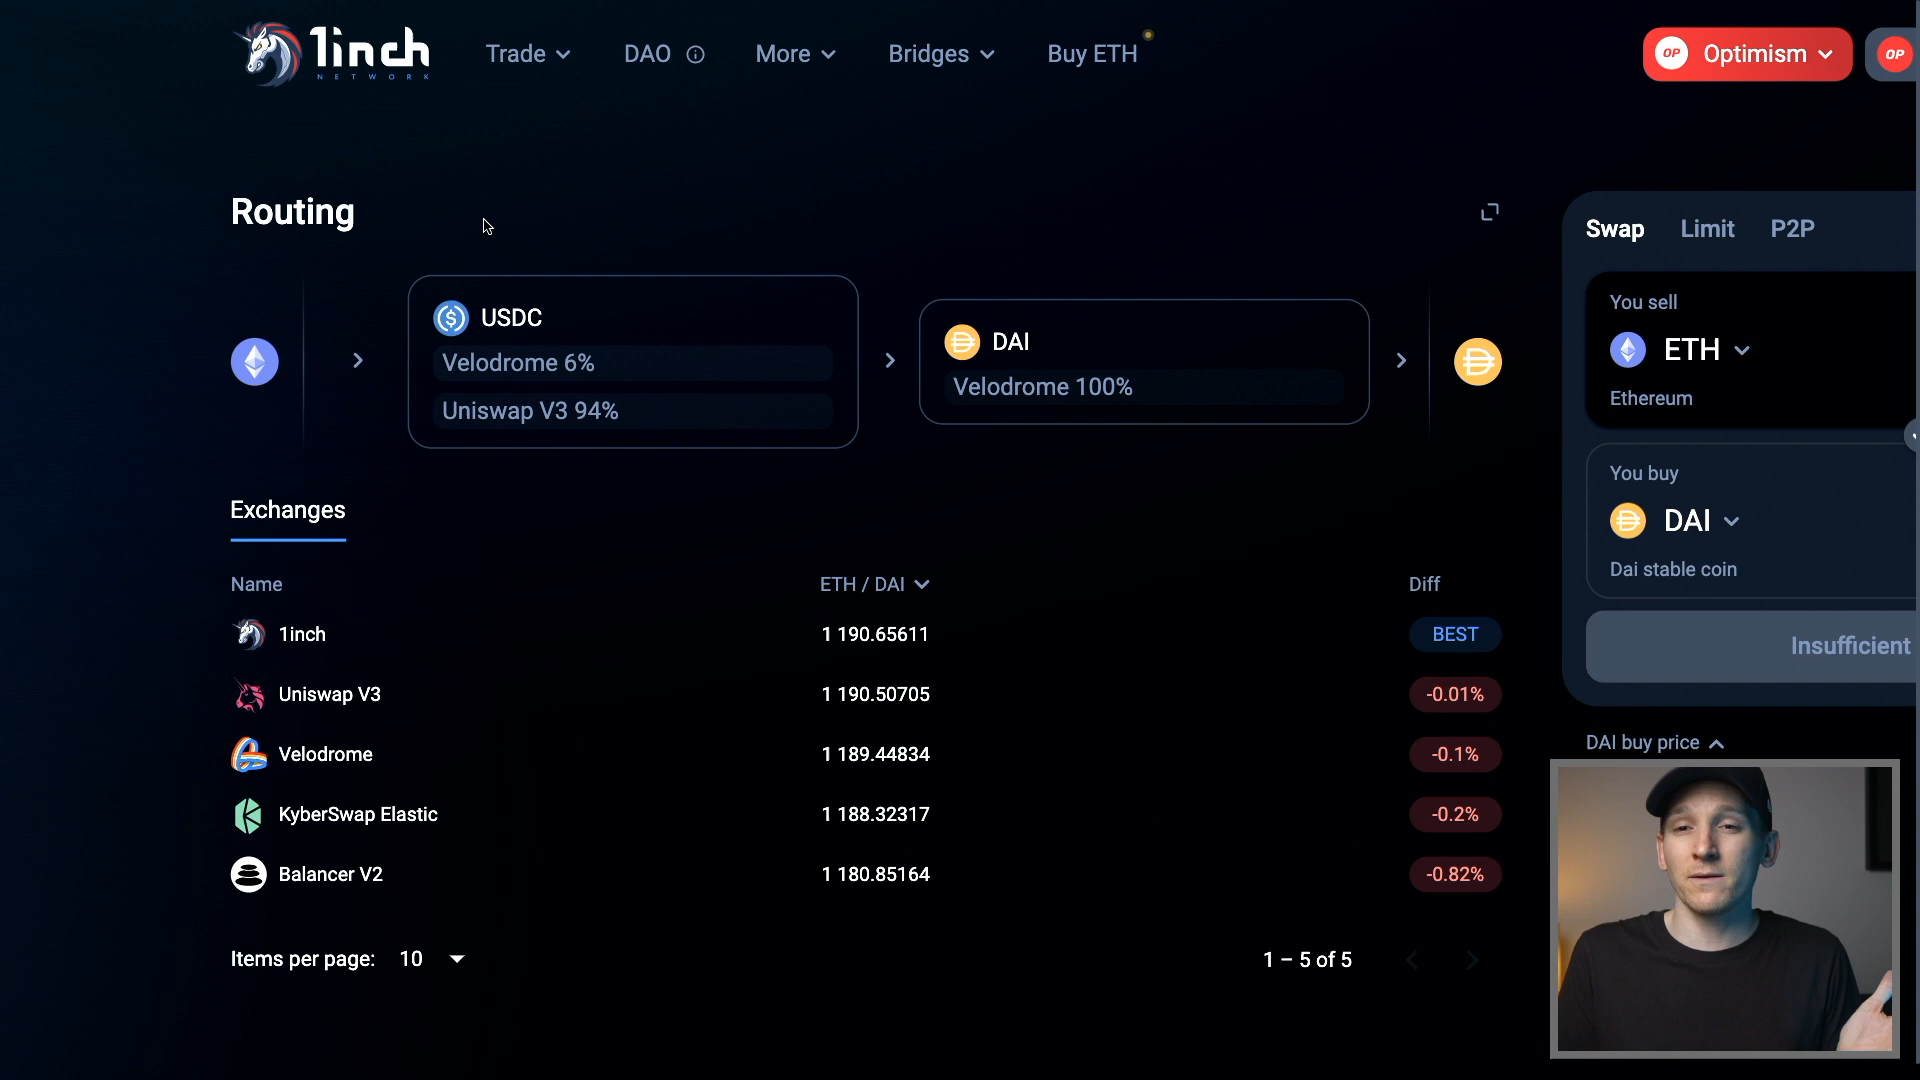 1inch
NETWORK
Trade
DAO
More
Bridges
Buy ETH
OP Optimism
OP
Routing
USDC
Velodrome 6%
Uniswap V3 94%
DAI
Velodrome 100%
Exchanges
Name ETH / DAI Diff
1inch 1 190.65611 BEST
Uniswap V3 1 190.50705 -0.01%
Velodrome 1 189.44834 -0.1%
KyberSwap Elastic 1 188.32317 -0.2%
Balancer V2 1 180.85164 -0.82%
Items per page: 10
1 – 5 of 5
Swap Limit P2P
You sell
ETH
Ethereum
You buy
DAI
Dai stable coin
Insufficient
DAI buy price